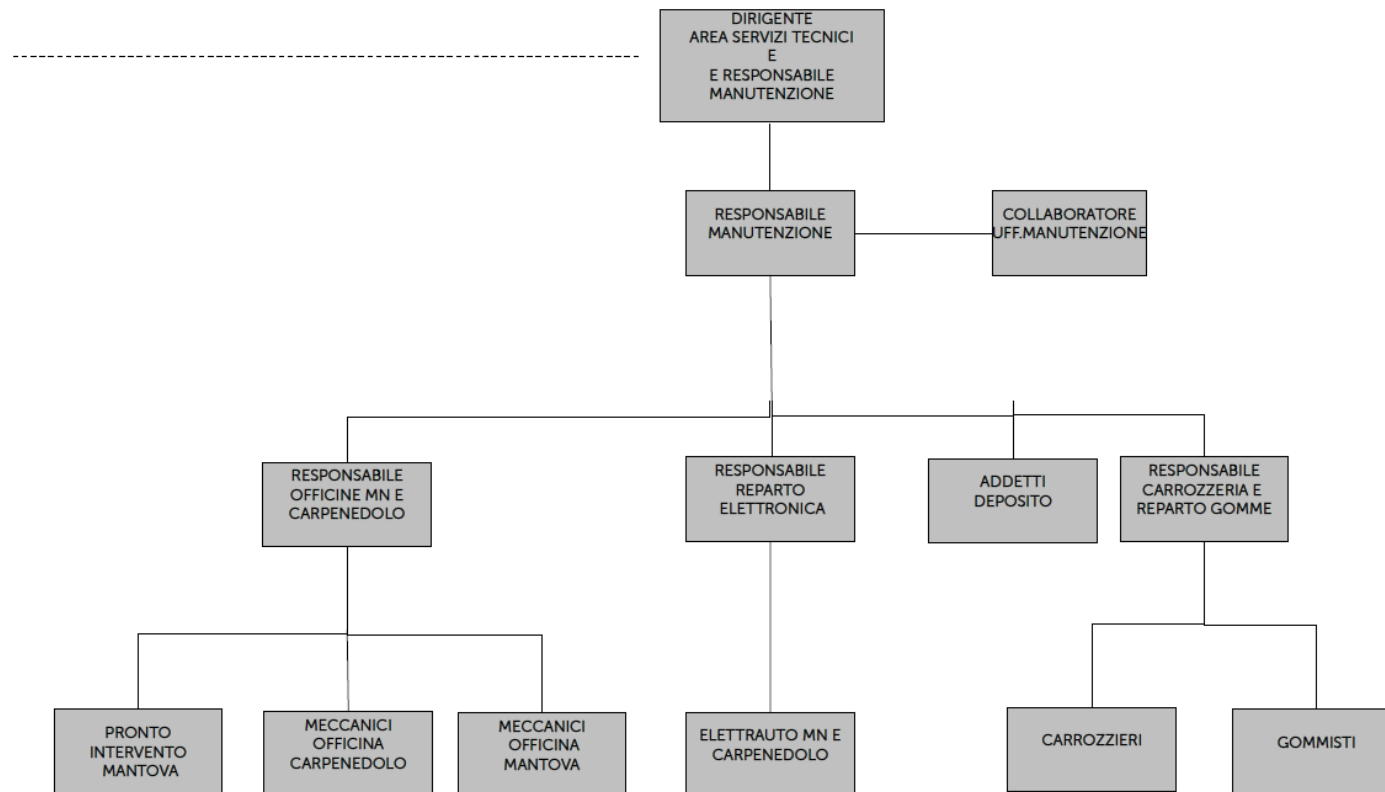 DIRIGENTE
AREA SERVIZI TECNICI
E
E RESPONSABILE
MANUTENZIONE
RESPONSABILE
MANUTENZIONE
COLLABORATORE
UFF.MANUTENZIONE
RESPONSABILE
OFFICINE MN E
CARPENEDOLO
RESPONSABILE
REPARTO
ELETTRONICA
ADDETTI
DEPOSITO
RESPONSABILE
CARROZZERIA E
REPARTO GOMME
PRONTO
INTERVENTO
MANTOVA
MECCANICI
OFFICINA
CARPENEDOLO
MECCANICI
OFFICINA
MANTOVA
ELETTRAUTO MN E
CARPENEDOLO
CARROZZIERI
GOMMISTI